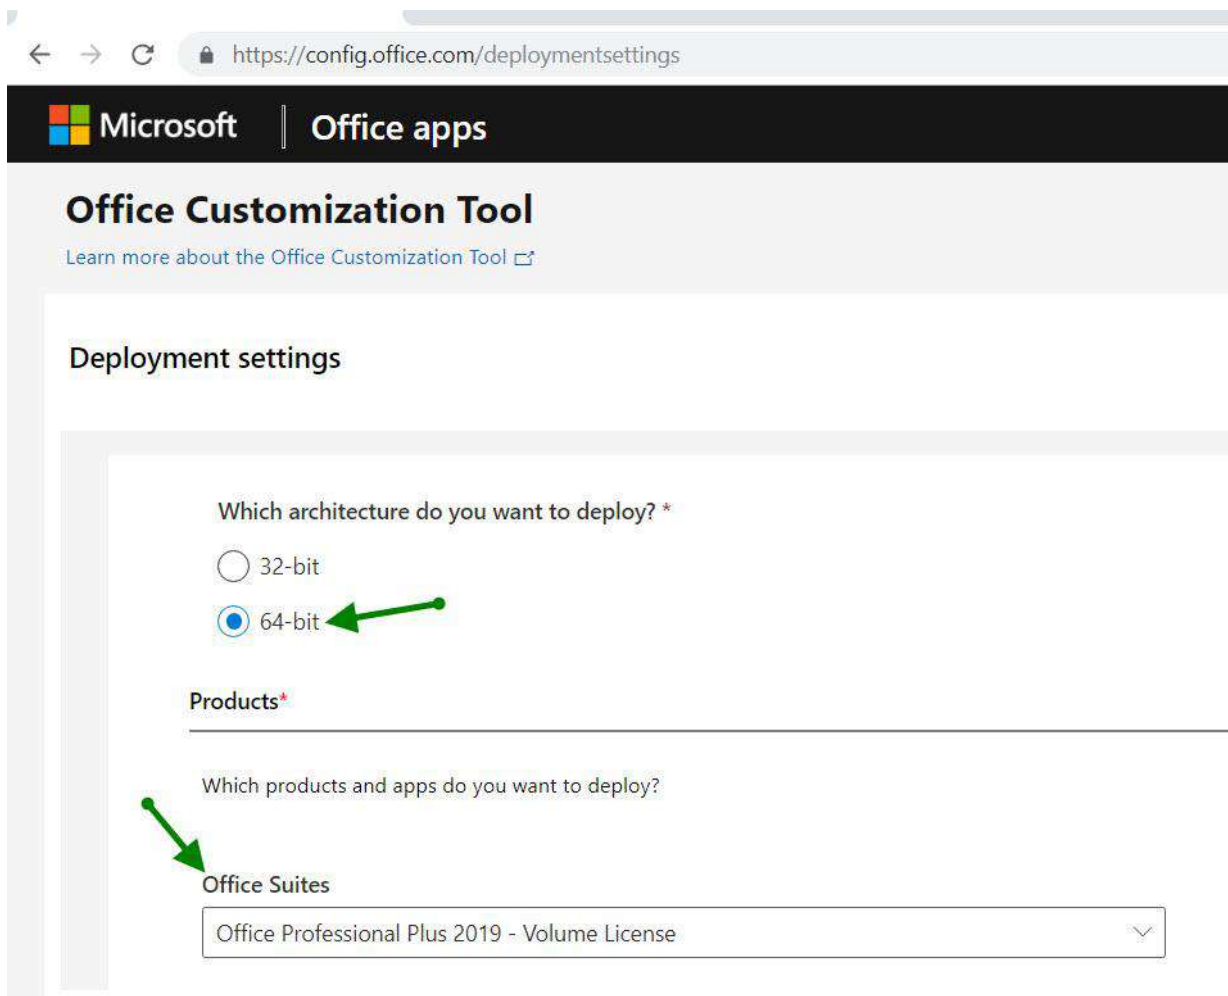 https://config.office.com/deploymentsettings
Microsoft Office apps
Office Customization Tool
Learn more about the Office Customization Tool
Deployment settings
Which architecture do you want to deploy? *
32-bit
64-bit
Products*
Which products and apps do you want to deploy?
Office Suites
Office Professional Plus 2019 - Volume License